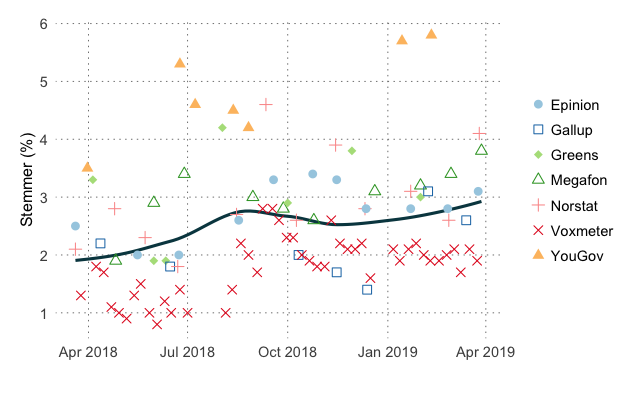 6
5
4
3
2
1
Stemmer (%)
Apr 2018 Jul 2018 Oct 2018 Jan 2019 Apr 2019
Epinion
Gallup
Greens
Megafon
Norstat
Voxmeter
YouGov